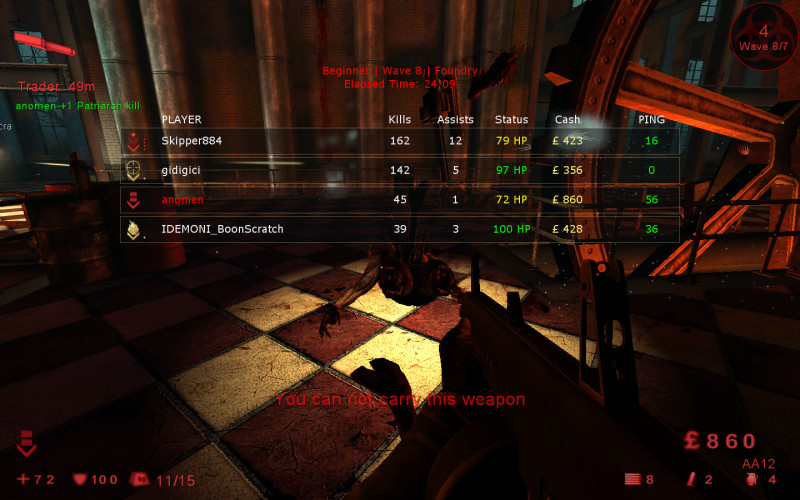 4
Wave 8/7
Beginner | Wave 8 | Foundry
Elapsed Time: 24:09
Trader: 49m
anomen +1 Patriarch kill
cra
PLAYER Kills Assists Status Cash PING
Skipper884 162 12 79 HP £ 423 16
gidigici 142 5 97 HP £ 356 0
anomen 45 1 72 HP £ 860 56
IDEMONI_BoonScratch 39 3 100 HP £ 428 36
You can not carry this weapon
£860
AA12
72 100 11/15 8 2 4